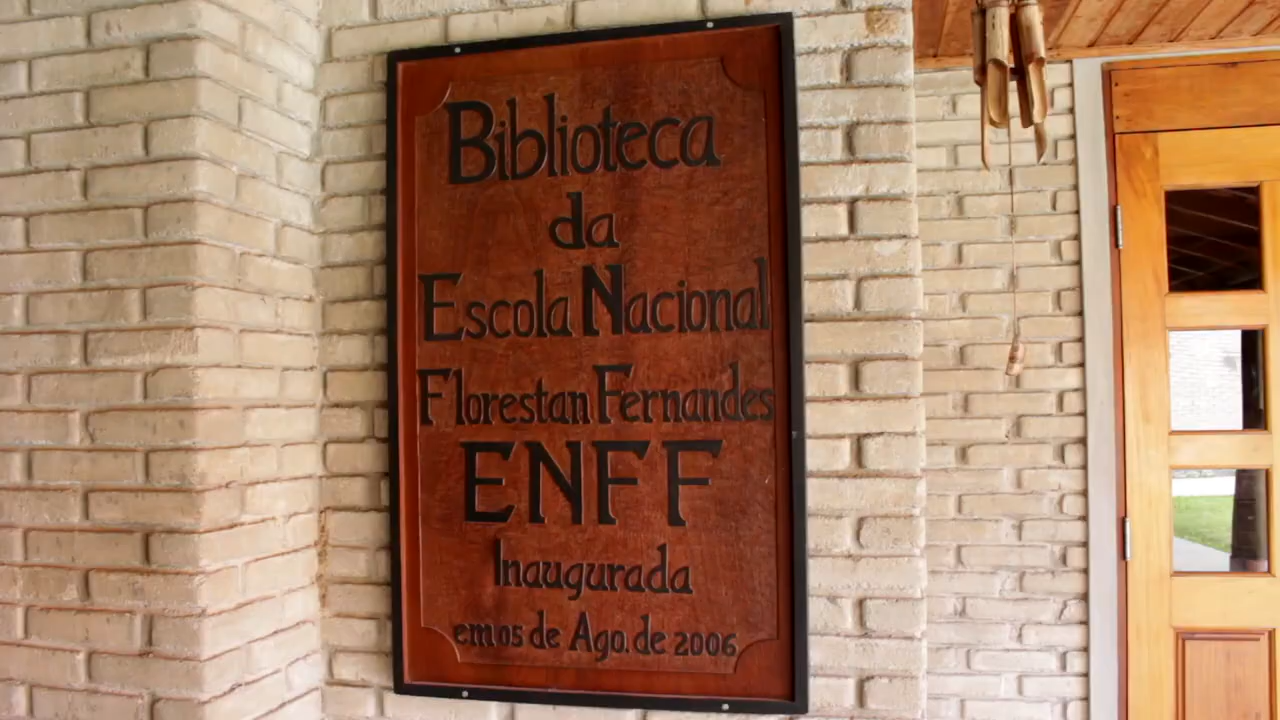 Biblioteca
da
Escola Nacional
Florestan Fernandes
ENFF
Inaugurada
em 05 de Ago. de 2006